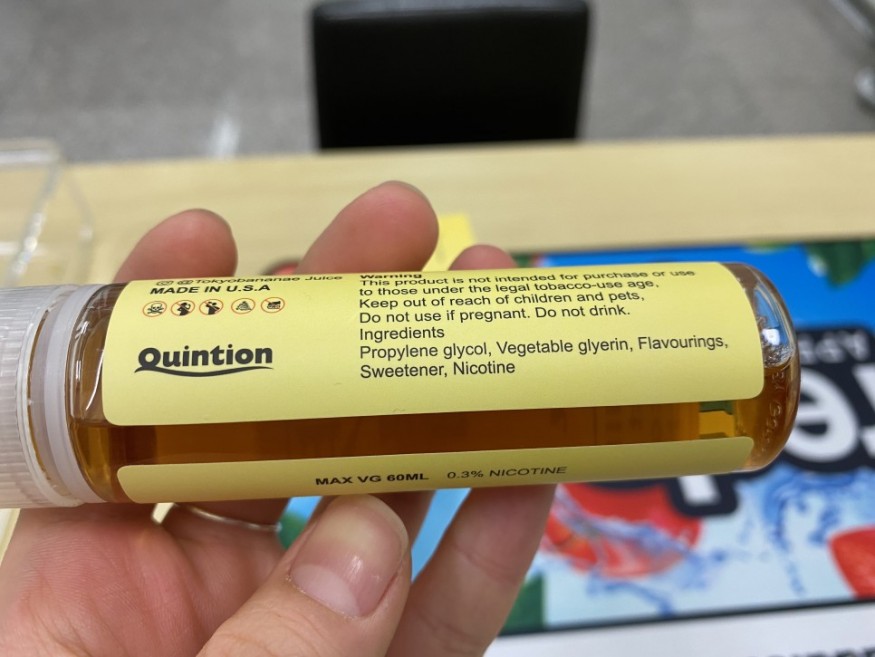 Tokyobananae Juice
MADE IN U.S.A
Quintion
Warning
This product is not intended for purchase or use
to those under the legal tobacco-use age,
Keep out of reach of children and pets,
Do not use if pregnant. Do not drink.
Ingredients
Propylene glycol, Vegetable glyerin, Flavourings,
Sweetener, Nicotine
MAX VG 60ML 0.3% NICOTINE